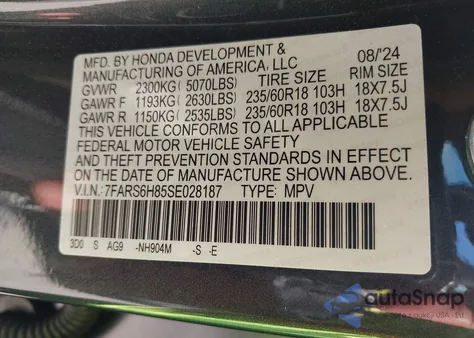 MFD. BY HONDA DEVELOPMENT &
MANUFACTURING OF AMERICA, LLC 08/'24
GVWR 2300KG( 5070LBS) TIRE SIZE RIM SIZE
GAWR F 1193KG( 2630LBS) 235/60R18 103H 18X7.5J
GAWR R 1150KG( 2535LBS) 235/60R18 103H 18X7.5J
THIS VEHICLE CONFORMS TO ALL APPLICABLE
FEDERAL MOTOR VEHICLE SAFETY
AND THEFT PREVENTION STANDARDS IN EFFECT
ON THE DATE OF MANUFACTURE SHOWN ABOVE.
V.I.N.: 7FARS6H85SE028187 TYPE: MPV
3D0 S AG9 -NH904M -S -E
autoSnap